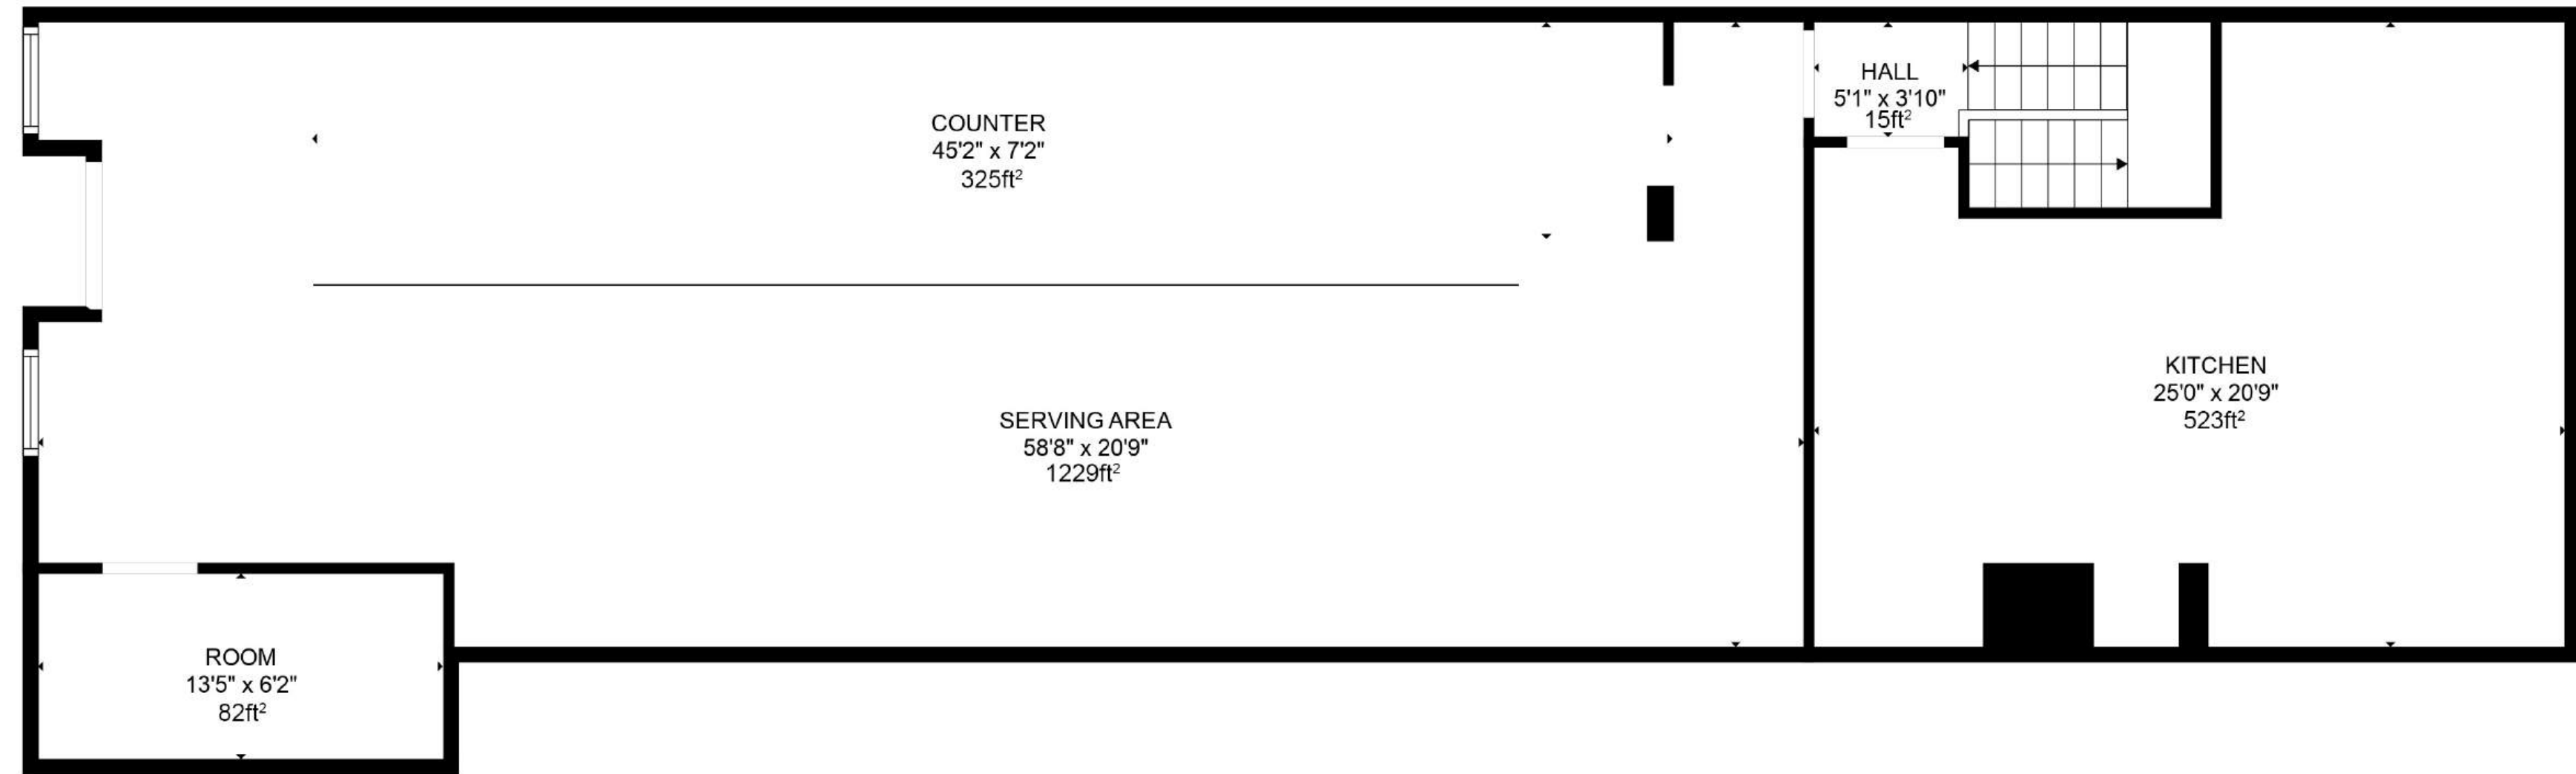 COUNTER
45'2" x 7'2"
325ft²
HALL
5'1" x 3'10"
15ft²
SERVING AREA
58'8" x 20'9"
1229ft²
KITCHEN
25'0" x 20'9"
523ft²
ROOM
13'5" x 6'2"
82ft²